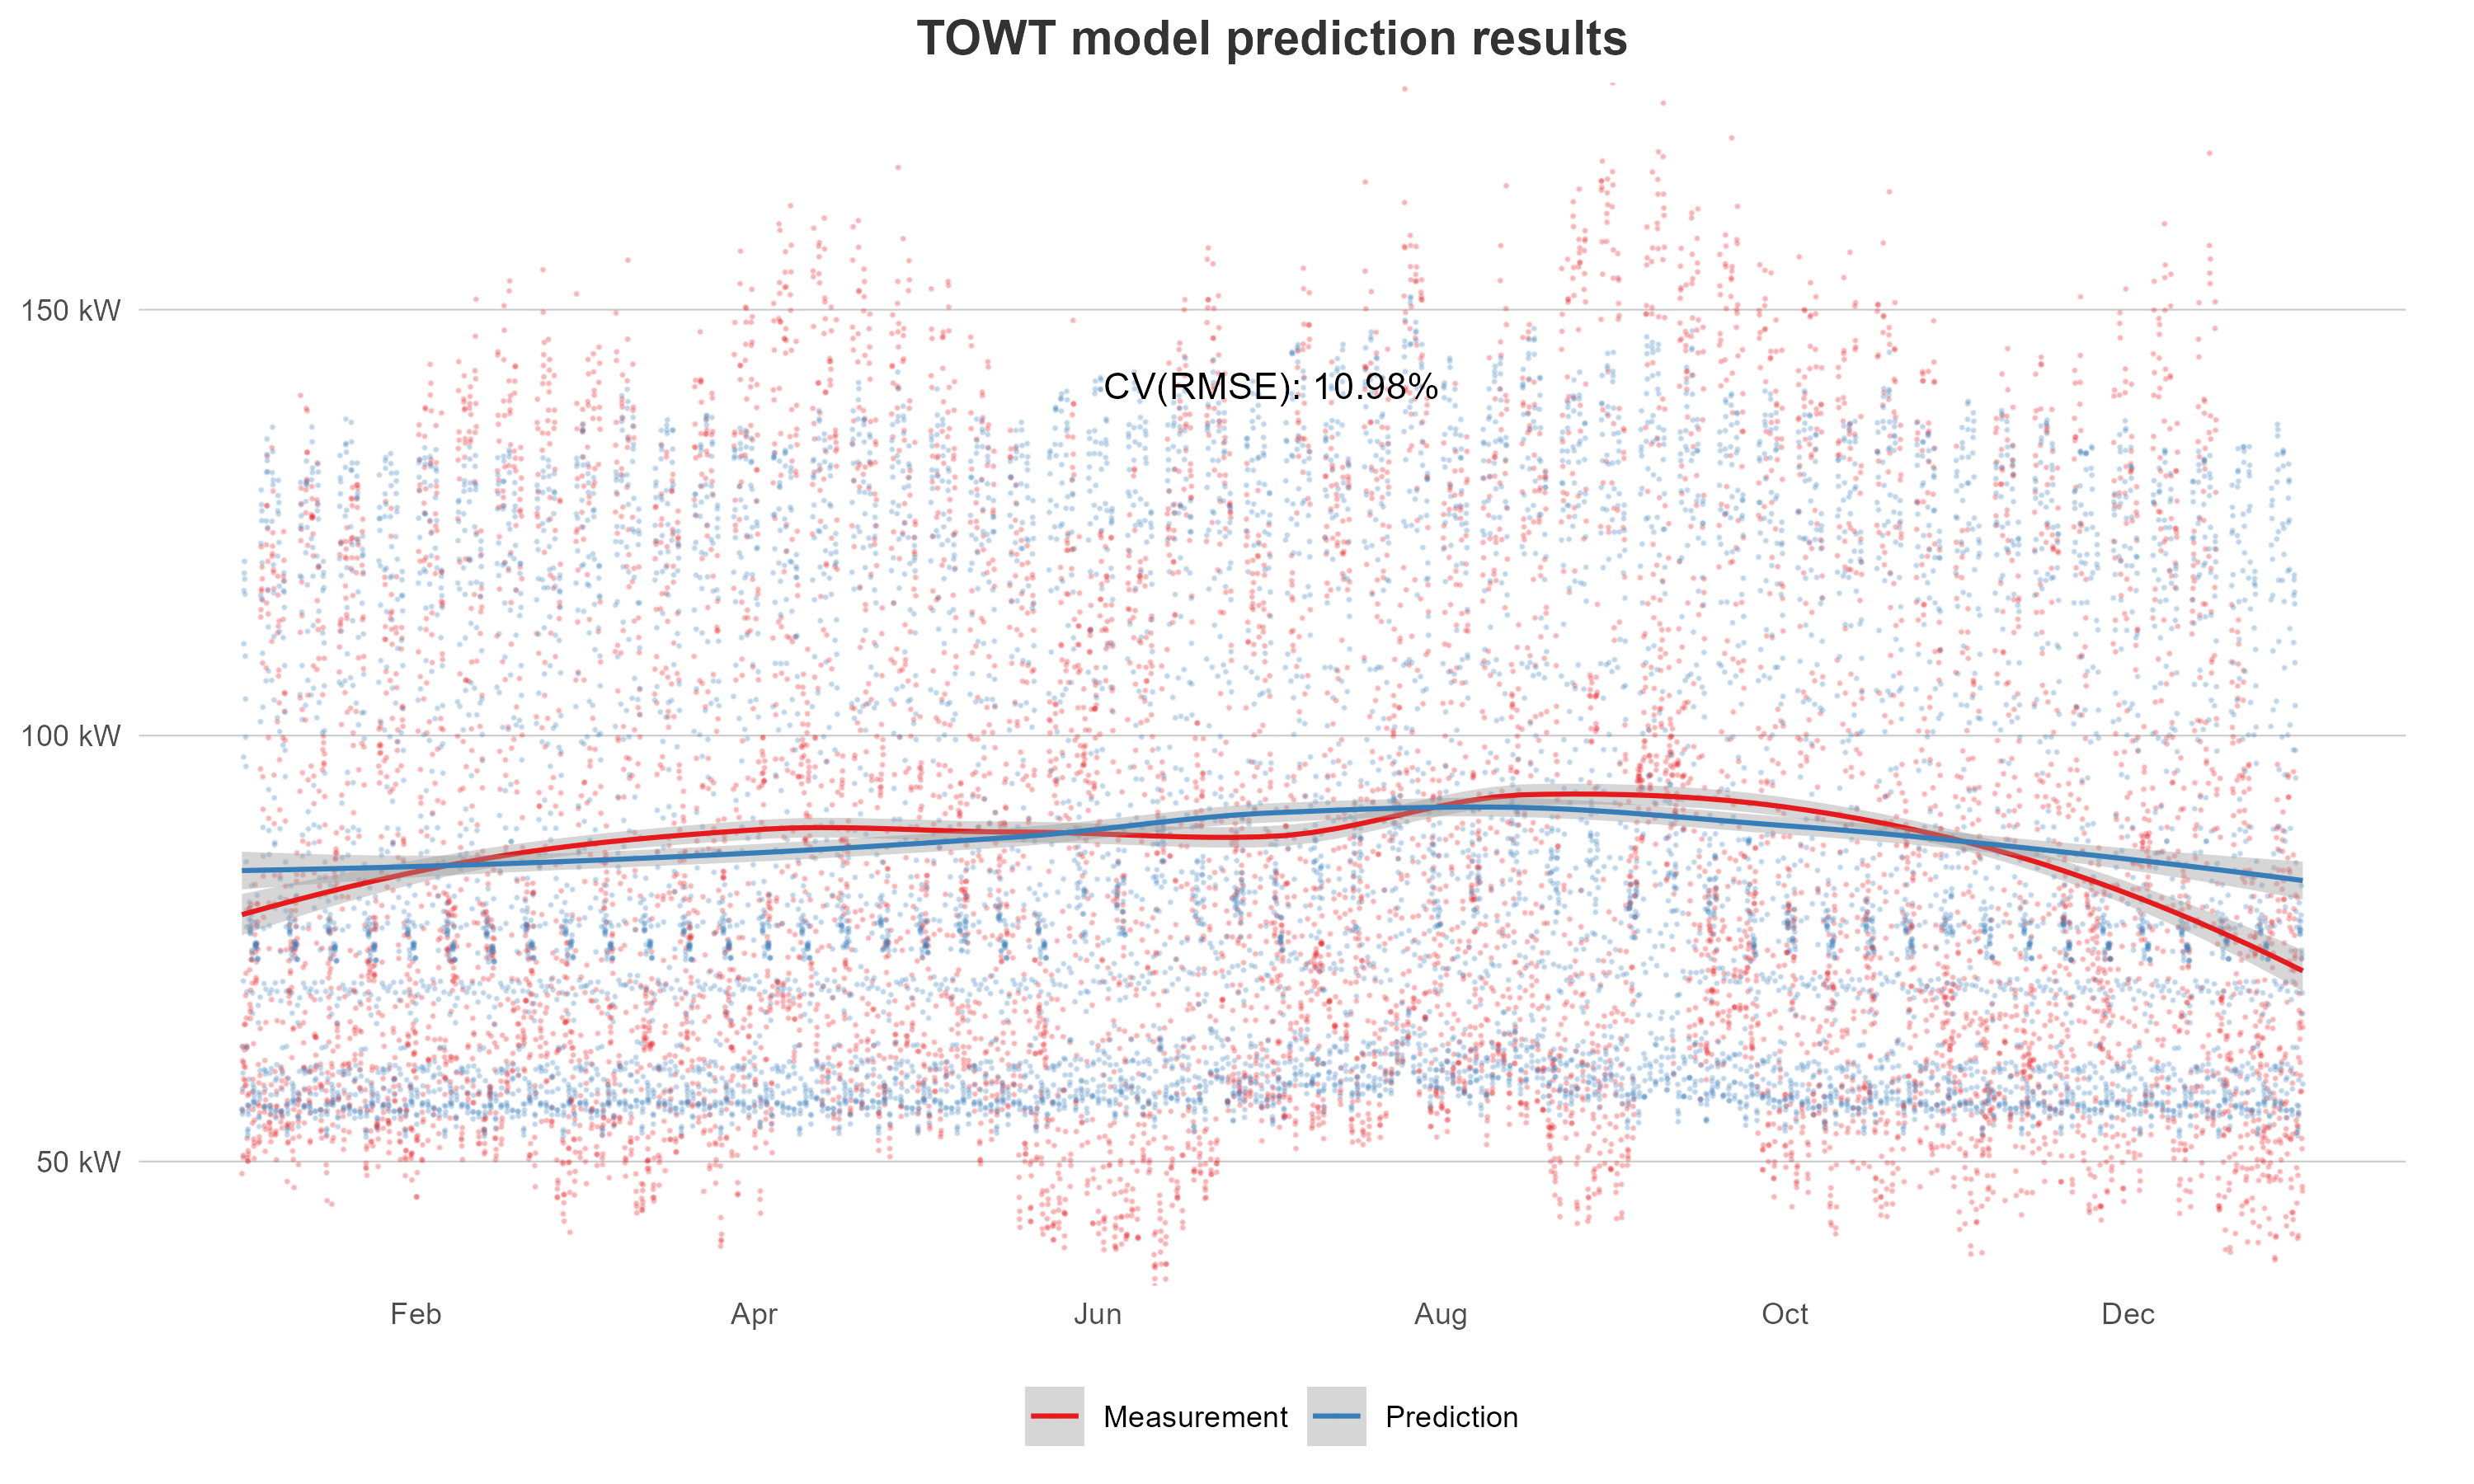 TOWT model prediction results
150 kW
CV(RMSE): 10.98%
100 kW
50 kW
Feb Apr Jun Aug Oct Dec
Measurement Prediction